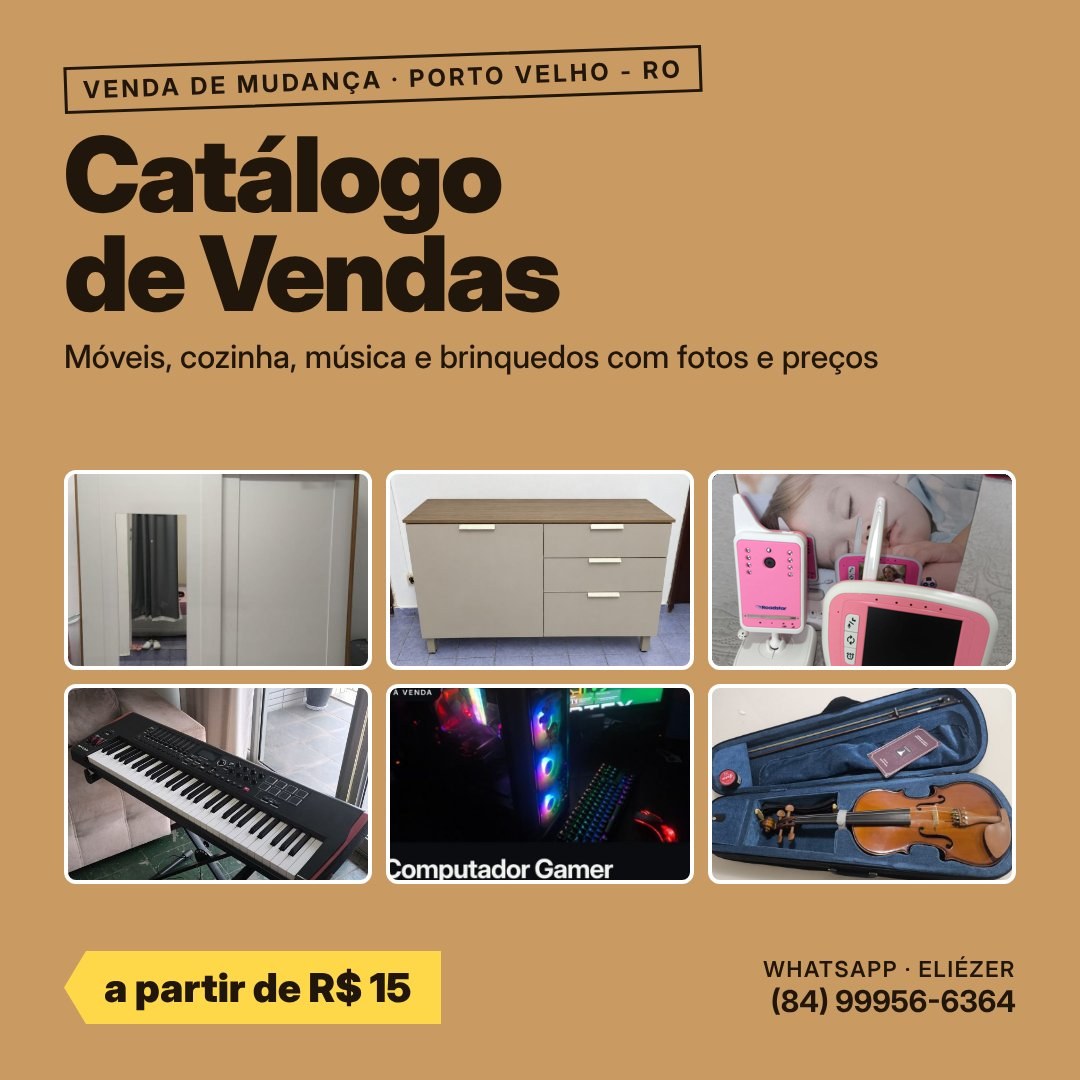 VENDA DE MUDANÇA · PORTO VELHO - RO
Catálogo
de Vendas
Móveis, cozinha, música e brinquedos com fotos e preços
Roadstar
À VENDA
Computador Gamer
a partir de R$ 15
WHATSAPP · ELIÉZER
(84) 99956-6364